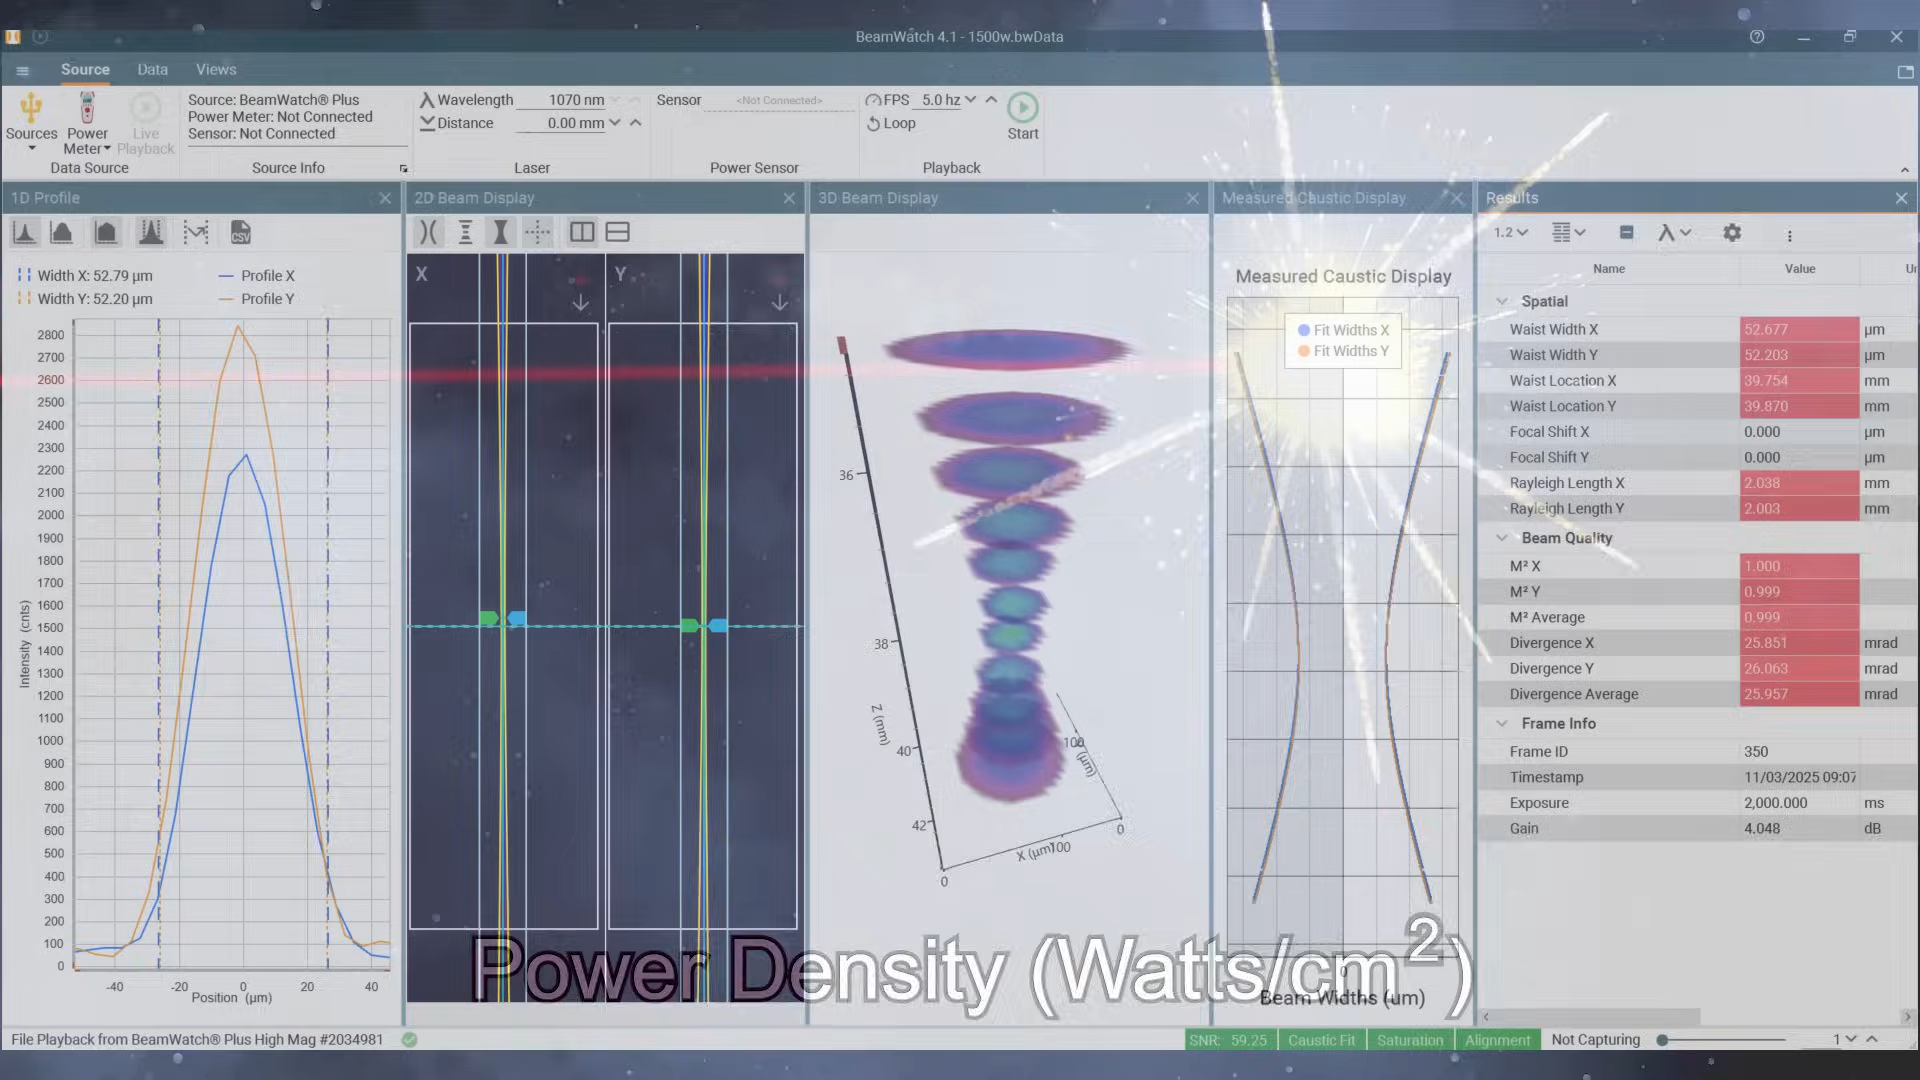 BeamWatch 4.1 - 1500w.bwData
Source Data Views
Sources
Power Meter
Live Playback
Data Source
Source: BeamWatch® Plus
Power Meter: Not Connected
Sensor: Not Connected
Source Info
Wavelength 1070 nm
Distance 0.00 mm
Laser
Sensor <Not Connected>
Power Sensor
FPS 5.0 hz
Loop
Start
Playback
1D Profile
CSV
Width X: 52.79 µm
Profile X
Width Y: 52.20 µm
Profile Y
2800
2700
2600
2500
2400
2300
2200
2100
2000
1900
1800
1700
1600
1500
1400
1300
1200
1100
1000
900
800
700
600
500
400
300
200
100
0
Intensity (cnts)
-40 -20 0 20 40
Position (µm)
2D Beam Display
X Y
3D Beam Display
36
38
40
42
Z (mm)
100
(µm)
0
X (µm)
100
0
Measured Caustic Display
Measured Caustic Display
Fit Widths X
Fit Widths Y
Beam Widths (um)
Power Density (Watts/cm²)
Results
1.2
Name Value
Spatial
Waist Width X 52.677 µm
Waist Width Y 52.203 µm
Waist Location X 39.754 mm
Waist Location Y 39.870 mm
Focal Shift X 0.000 µm
Focal Shift Y 0.000 µm
Rayleigh Length X 2.038 mm
Rayleigh Length Y 2.003 mm
Beam Quality
M² X 1.000
M² Y 0.999
M² Average 0.999
Divergence X 25.851 mrad
Divergence Y 26.063 mrad
Divergence Average 25.957 mrad
Frame Info
Frame ID 350
Timestamp 11/03/2025 09:07
Exposure 2,000.000 ms
Gain 4.048 dB
File Playback from BeamWatch® Plus High Mag #2034981
SNR: 59.25
Caustic Fit
Saturation
Alignment
Not Capturing
1